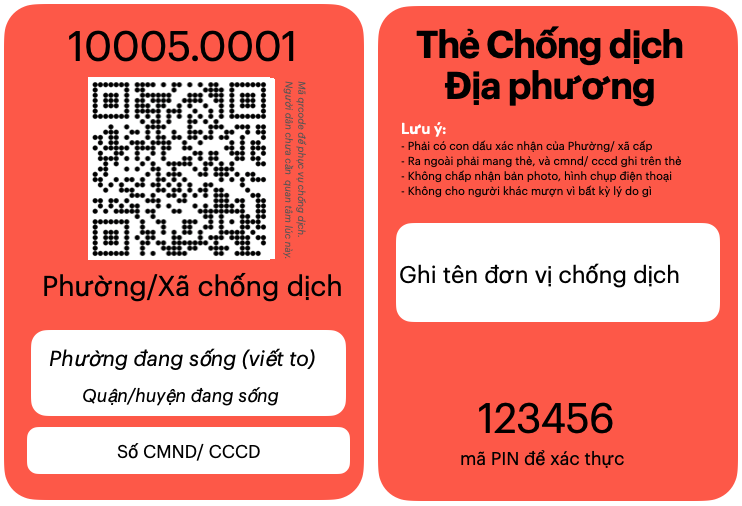 10005.0001
Mã qrcode để phục vụ chống dịch.
Người dân chưa cần quan tâm lúc này.
Phường/Xã chống dịch
Phường đang sống (viết to)
Quận/huyện đang sống
Số CMND/ CCCD
Thẻ Chống dịch
Địa phương
Lưu ý:
- Phải có con dấu xác nhận của Phường/ xã cấp
- Ra ngoài phải mang thẻ, và cmnd/ cccd ghi trên thẻ
- Không chấp nhận bản photo, hình chụp điện thoại
- Không cho người khác mượn vì bất kỳ lý do gì
Ghi tên đơn vị chống dịch
123456
mã PIN để xác thực